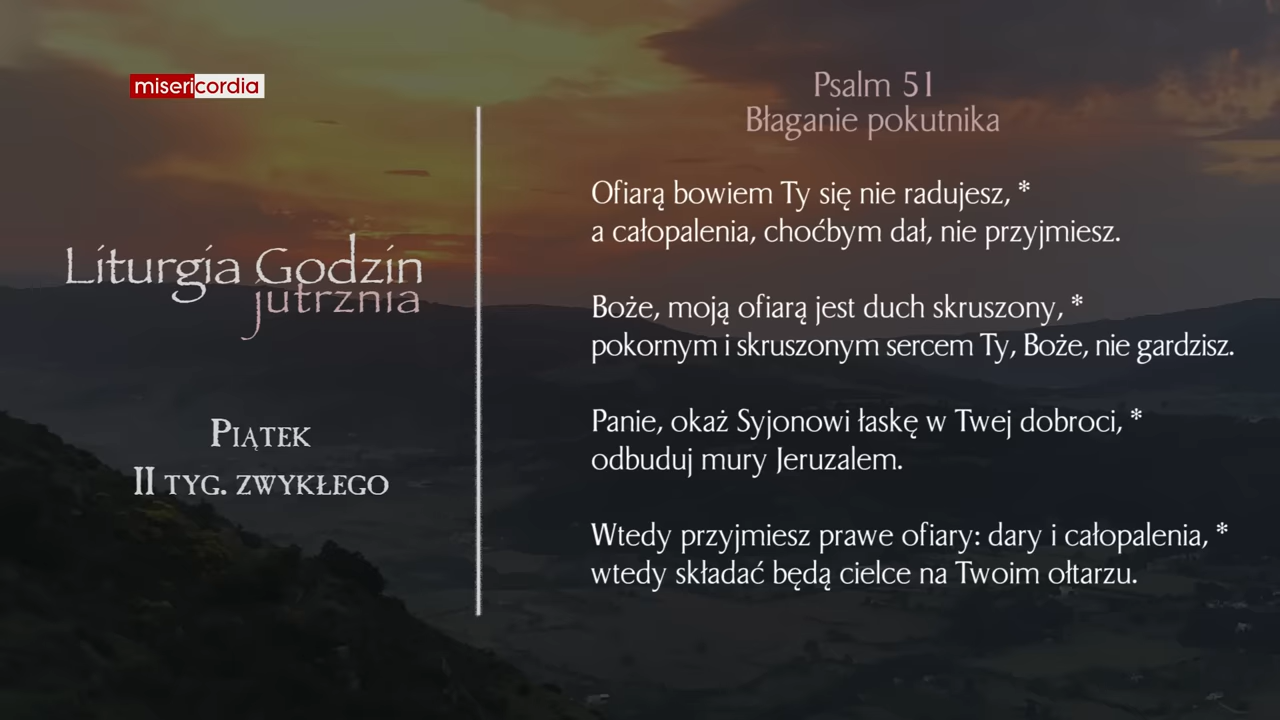 misericordia
Liturgia Godzin
jutrznia
Piątek
II tyg. zwykłego
Psalm 51
Błaganie pokutnika
Ofiarą bowiem Ty się nie radujesz, *
a całopalenia, choćbym dał, nie przyjmiesz.
Boże, moją ofiarą jest duch skruszony, *
pokornym i skruszonym sercem Ty, Boże, nie gardzisz.
Panie, okaż Syjonowi łaskę w Twej dobroci, *
odbuduj mury Jeruzalem.
Wtedy przyjmiesz prawe ofiary: dary i całopalenia, *
wtedy składać będą cielce na Twoim ołtarzu.